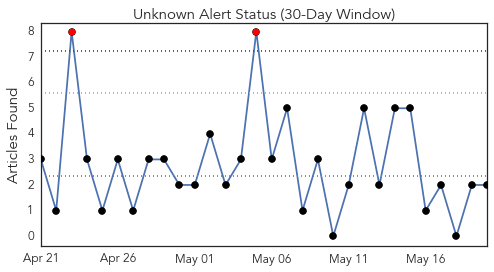 Unknown Alert Status (30-Day Window)
Articles Found
8
7
6
5
4
3
2
1
0
Apr 21
Apr 26
May 01
May 06
May 11
May 16